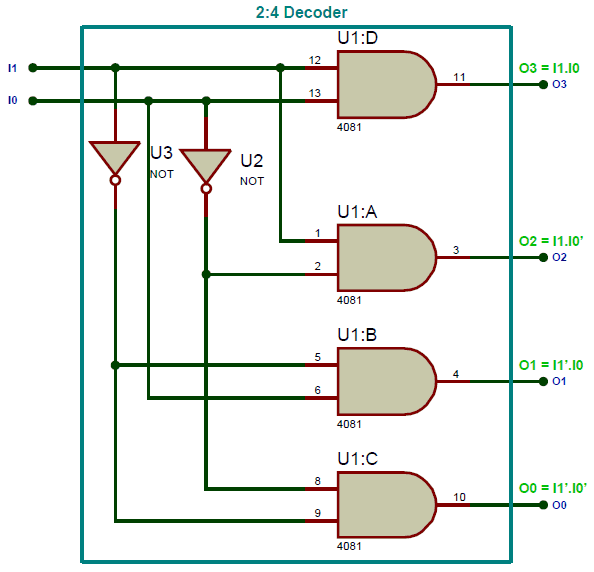 2:4 Decoder
U1:D
I1
12
11
O3 = I1.I0
O3
I0
13
4081
U3
NOT
U2
NOT
U1:A
1
3
O2 = I1.I0’
O2
2
4081
U1:B
5
4
O1 = I1’.I0
O1
6
4081
U1:C
8
10
O0 = I1’.I0’
O0
9
4081